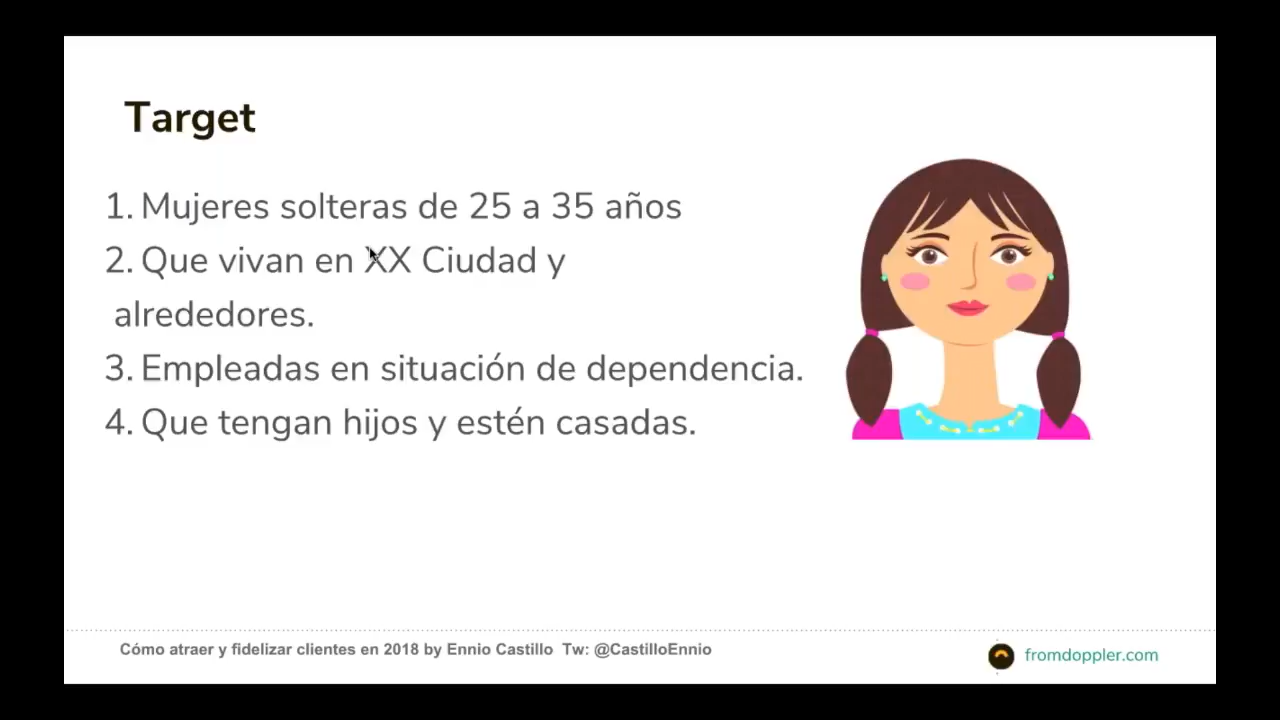 Target
1. Mujeres solteras de 25 a 35 años
2. Que vivan en XX Ciudad y
alrededores.
3. Empleadas en situación de dependencia.
4. Que tengan hijos y estén casadas.
Cómo atraer y fidelizar clientes en 2018 by Ennio Castillo Tw: @CastilloEnnio
fromdoppler.com